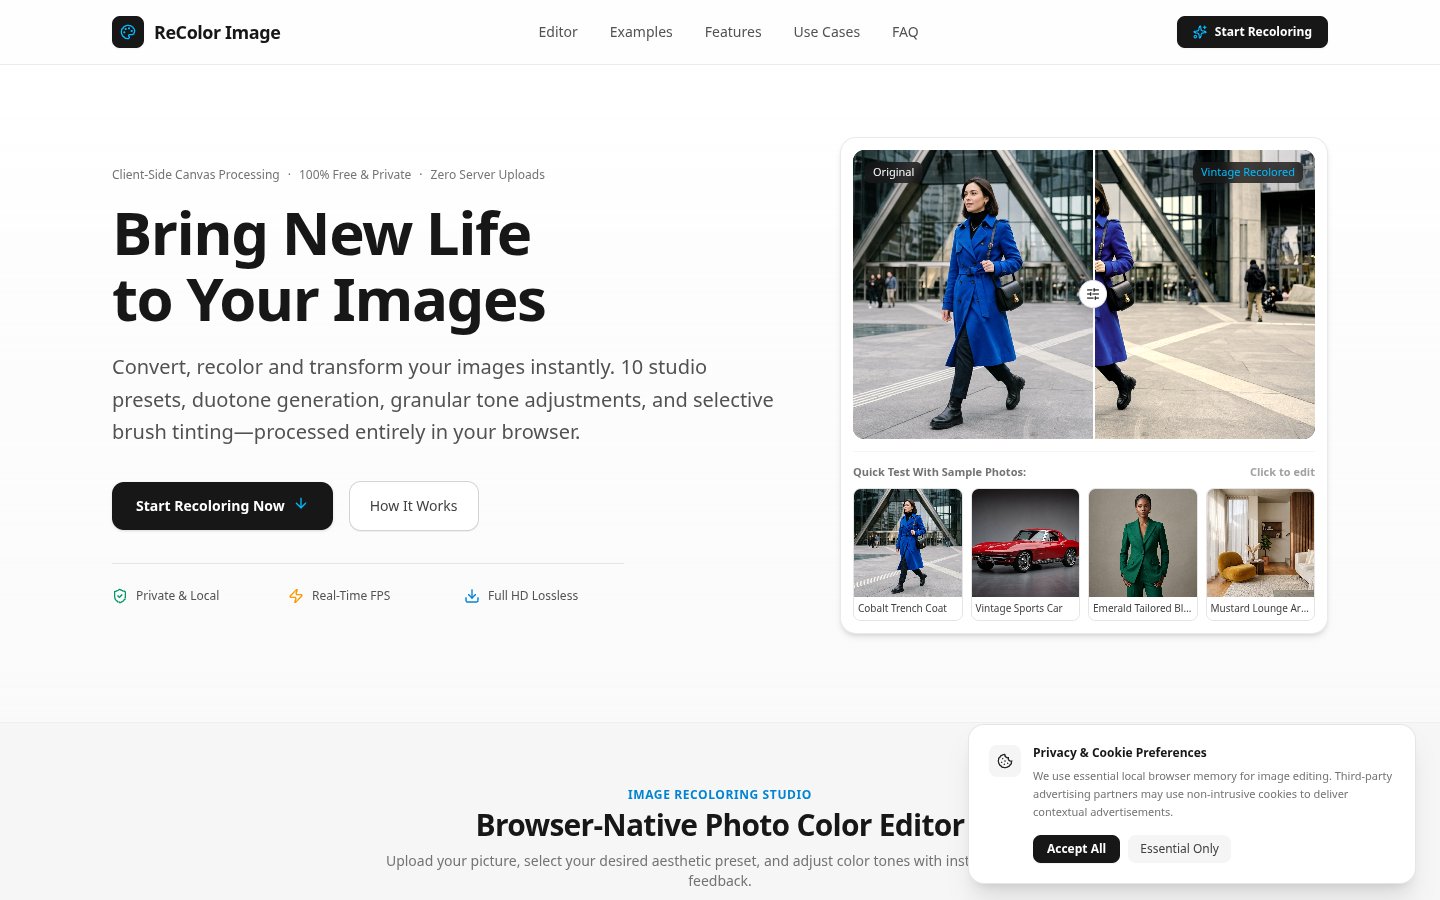 ReColor Image
Editor
Examples
Features
Use Cases
FAQ
Start Recoloring
Client-Side Canvas Processing · 100% Free & Private · Zero Server Uploads
Bring New Life
to Your Images
Convert, recolor and transform your images instantly. 10 studio
presets, duotone generation, granular tone adjustments, and selective
brush tinting—processed entirely in your browser.
Start Recoloring Now
How It Works
Private & Local
Real-Time FPS
Full HD Lossless
Original
Vintage Recolored
Quick Test With Sample Photos:
Click to edit
Cobalt Trench Coat
Vintage Sports Car
Emerald Tailored Bl...
Mustard Lounge Ar...
IMAGE RECOLORING STUDIO
Browser-Native Photo Color Editor
Upload your picture, select your desired aesthetic preset, and adjust color tones with
feedback.
Privacy & Cookie Preferences
We use essential local browser memory for image editing. Third-party
advertising partners may use non-intrusive cookies to deliver
contextual advertisements.
Accept All
Essential Only